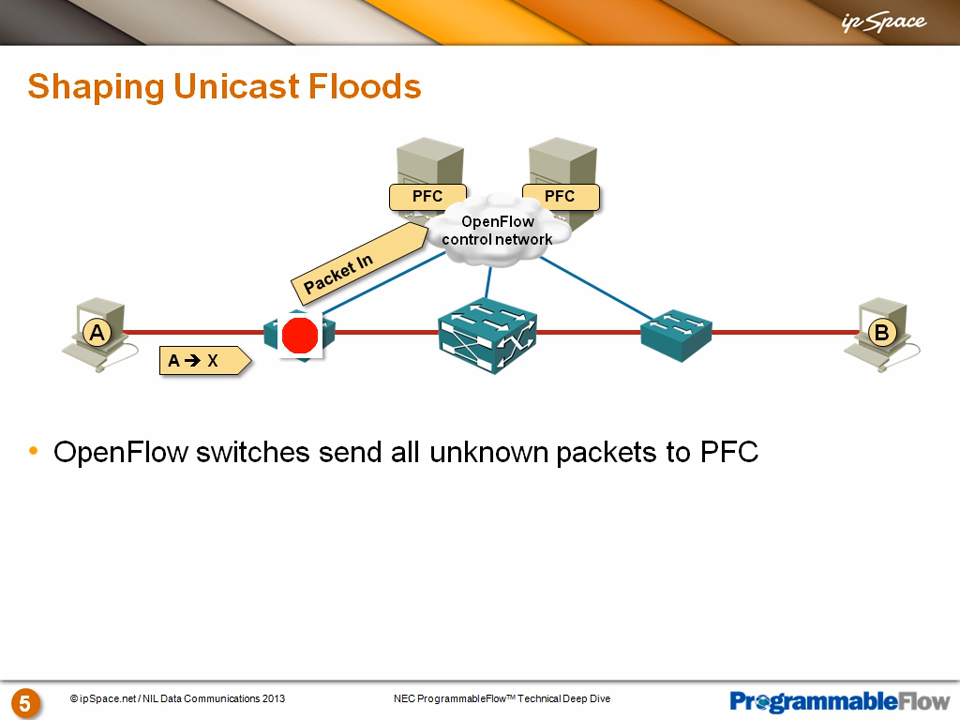 ip Space
Shaping Unicast Floods
PFC
PFC
OpenFlow
control network
Packet In
A
B
A ➔ X
• OpenFlow switches send all unknown packets to PFC
5
© ipSpace.net / NIL Data Communications 2013
NEC ProgrammableFlow™ Technical Deep Dive
ProgrammableFlow